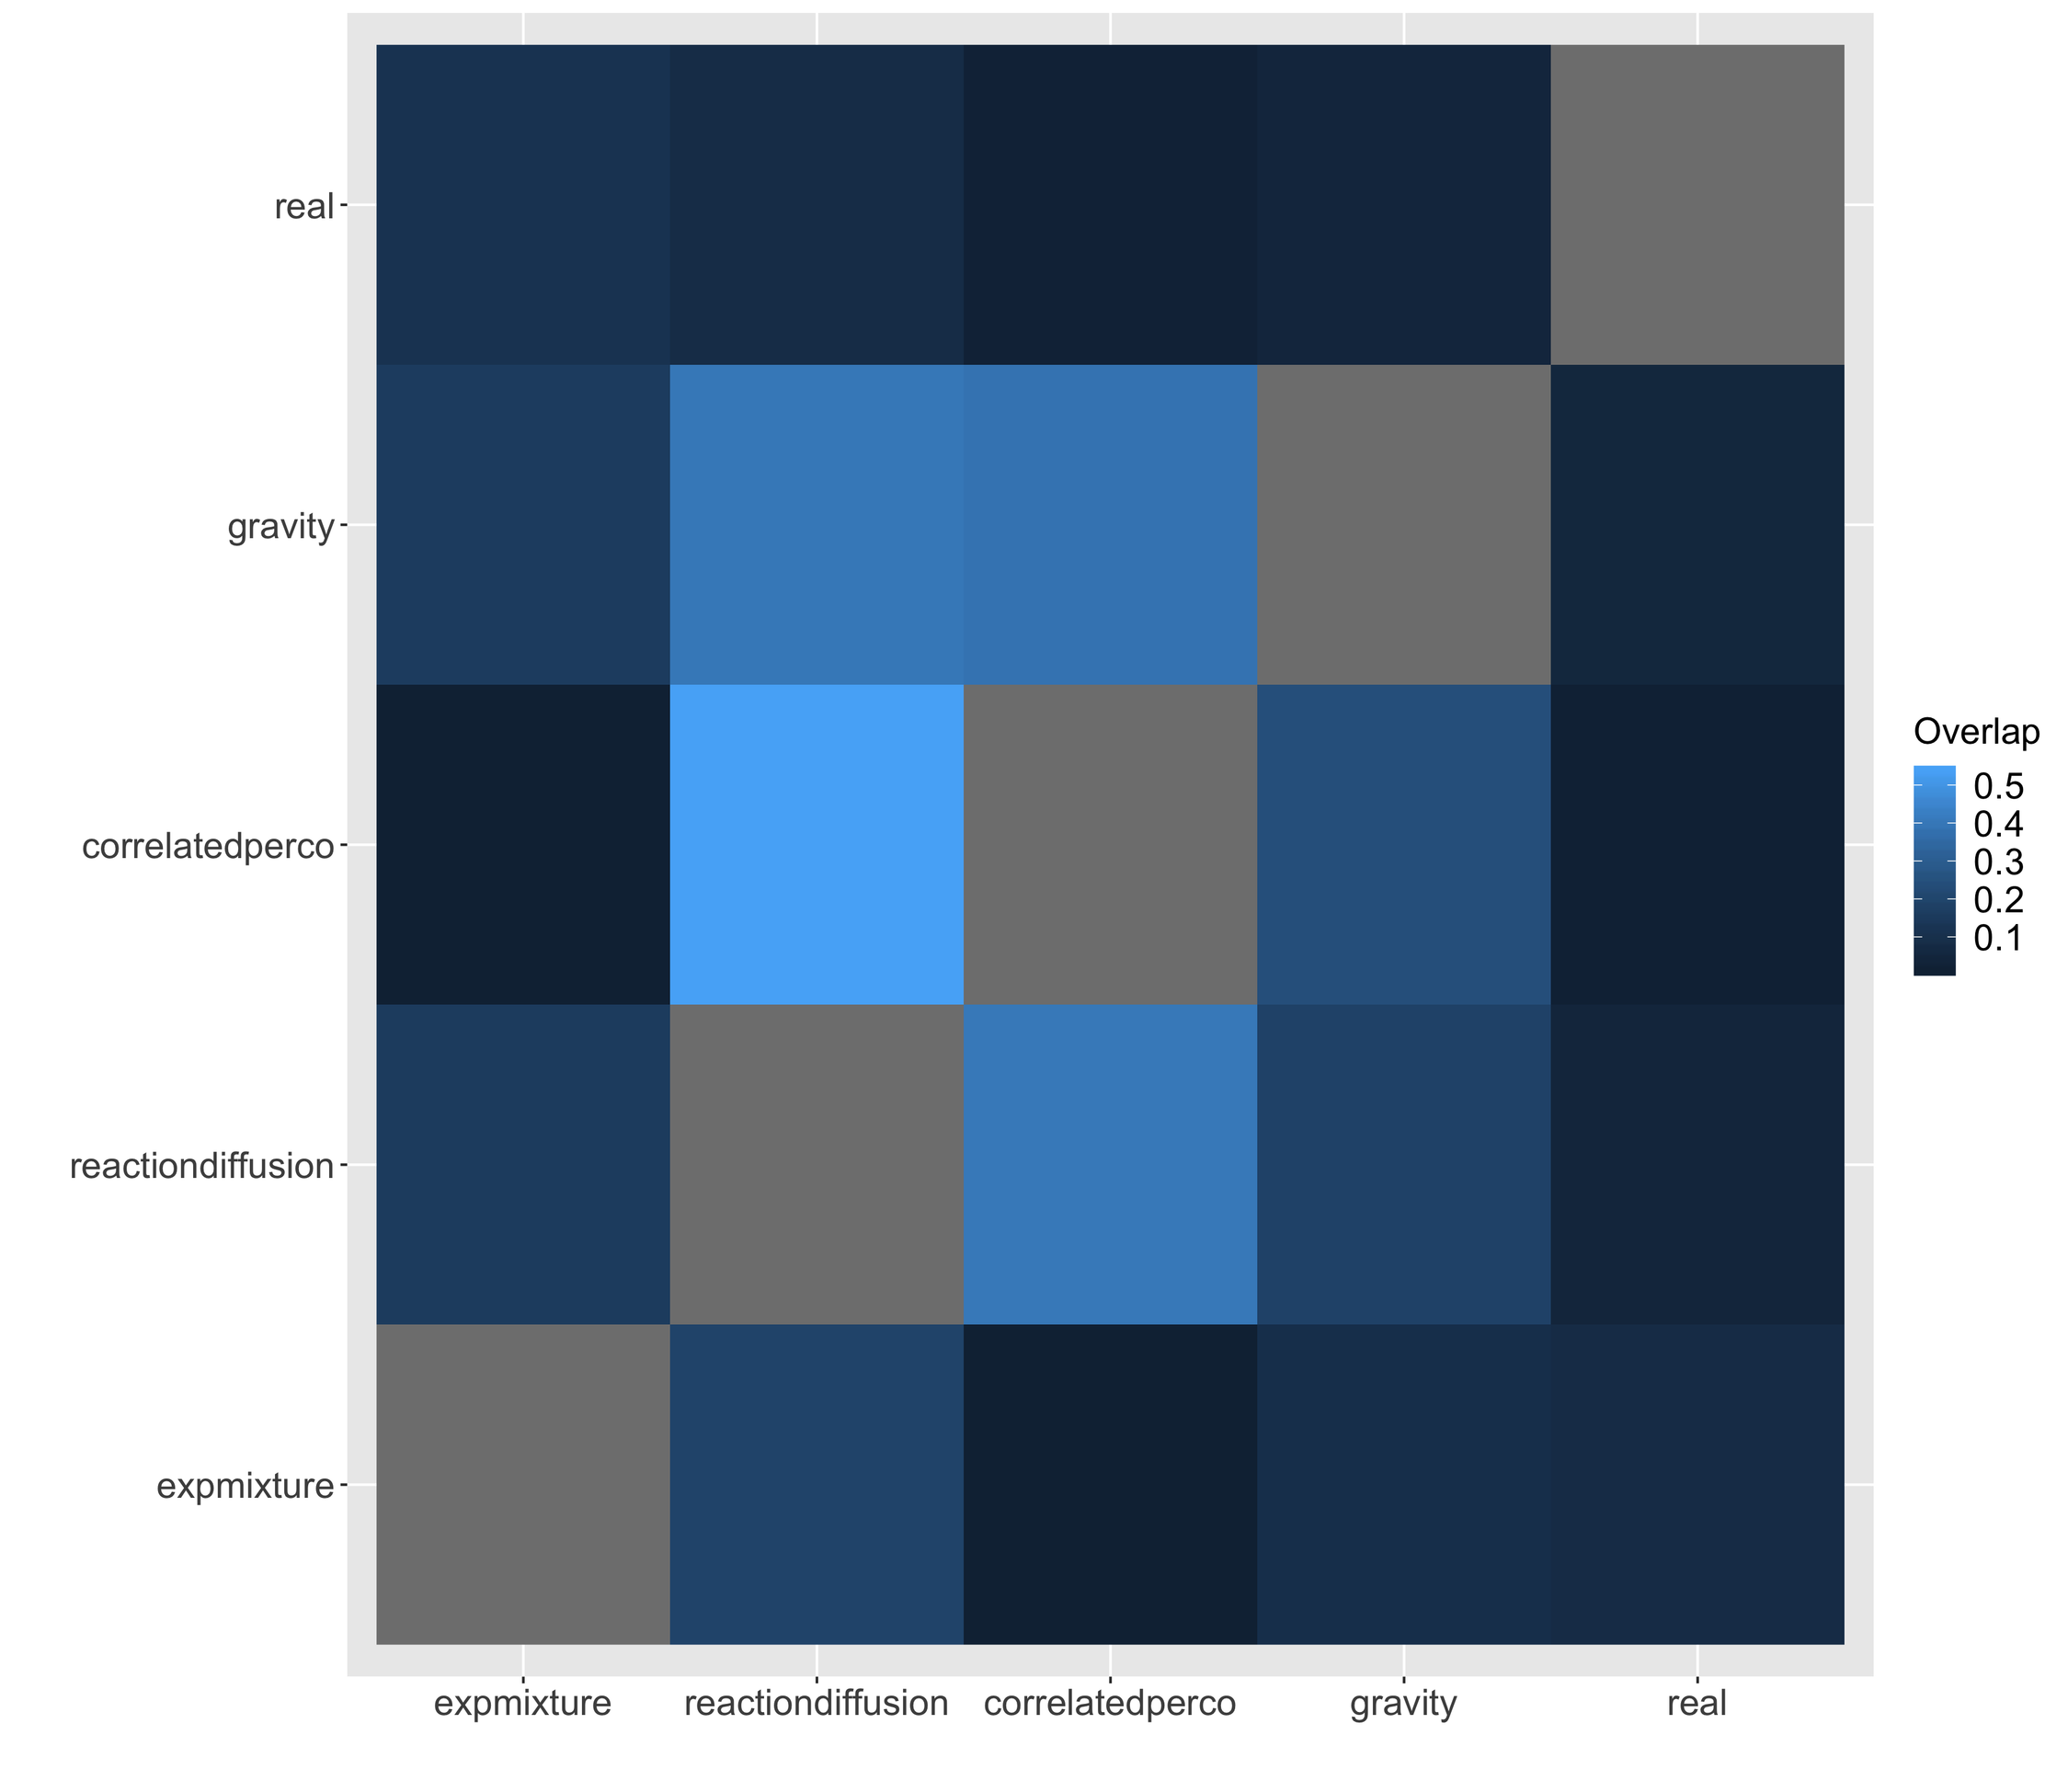 real
gravity
correlatedperco
reactiondiffusion
expmixture
expmixture reactiondiffusion correlatedperco gravity real
Overlap
0.5
0.4
0.3
0.2
0.1